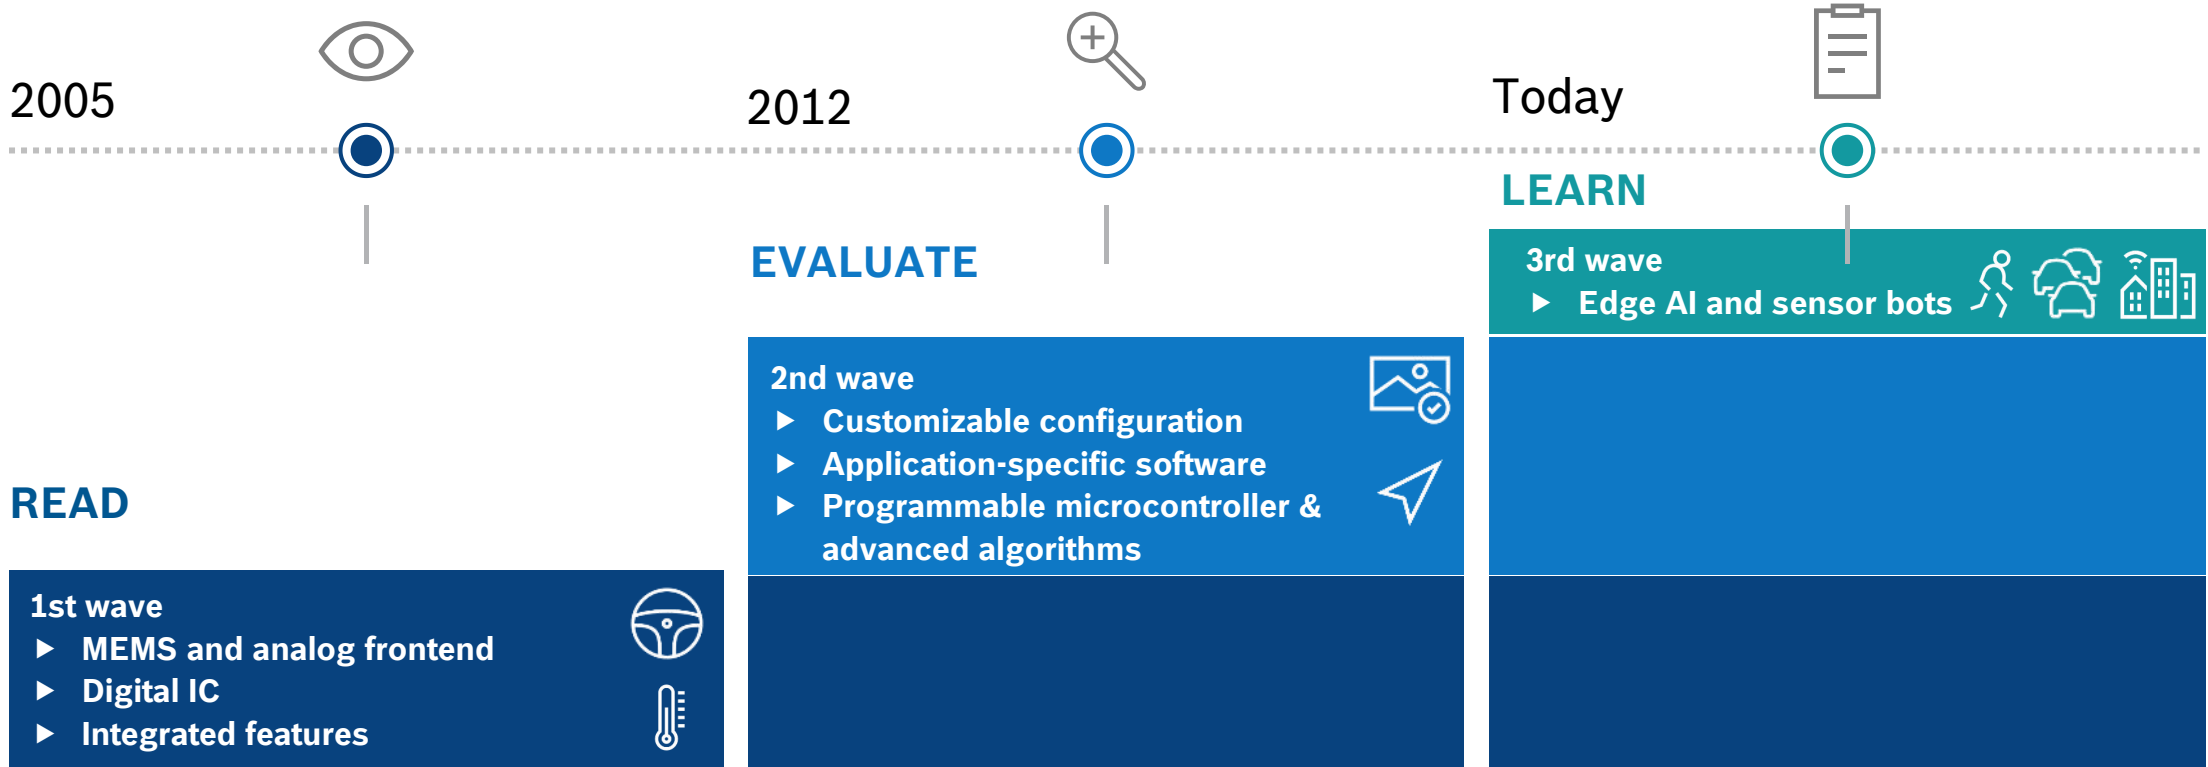 2005
2012
Today
READ
1st wave
MEMS and analog frontend
Digital IC
Integrated features
EVALUATE
2nd wave
Customizable configuration
Application-specific software
Programmable microcontroller &
advanced algorithms
LEARN
3rd wave
Edge AI and sensor bots